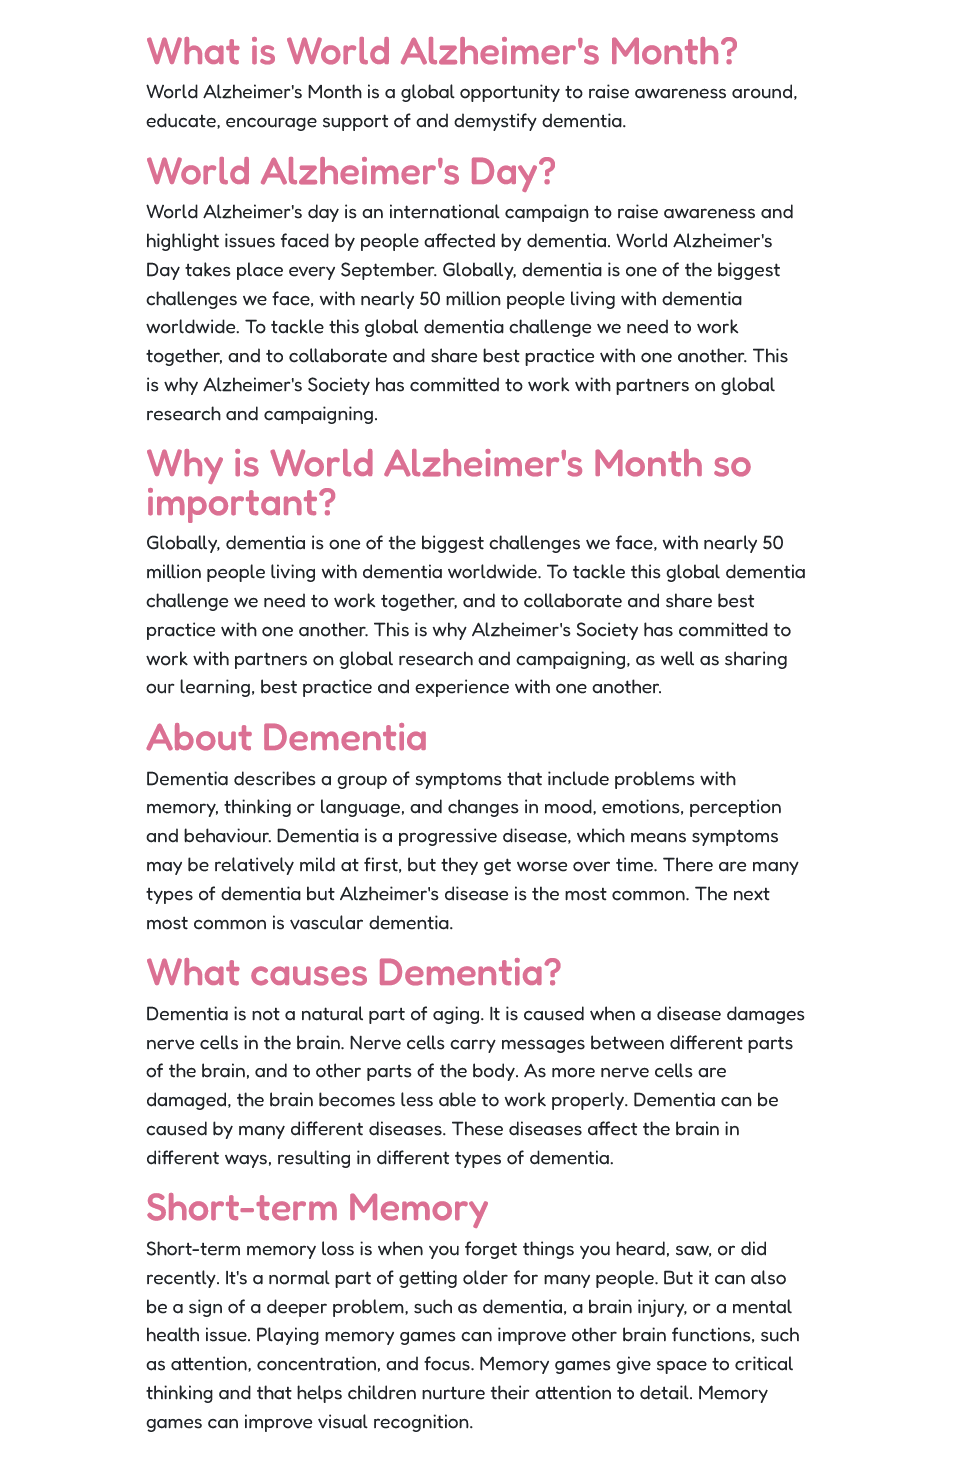 What is World Alzheimer's Month?
World Alzheimer's Month is a global opportunity to raise awareness around,
educate, encourage support of and demystify dementia.
World Alzheimer's Day?
World Alzheimer's day is an international campaign to raise awareness and
highlight issues faced by people affected by dementia. World Alzheimer's
Day takes place every September. Globally, dementia is one of the biggest
challenges we face, with nearly 50 million people living with dementia
worldwide. To tackle this global dementia challenge we need to work
together, and to collaborate and share best practice with one another. This
is why Alzheimer's Society has committed to work with partners on global
research and campaigning.
Why is World Alzheimer's Month so
important?
Globally, dementia is one of the biggest challenges we face, with nearly 50
million people living with dementia worldwide. To tackle this global dementia
challenge we need to work together, and to collaborate and share best
practice with one another. This is why Alzheimer's Society has committed to
work with partners on global research and campaigning, as well as sharing
our learning, best practice and experience with one another.
About Dementia
Dementia describes a group of symptoms that include problems with
memory, thinking or language, and changes in mood, emotions, perception
and behaviour. Dementia is a progressive disease, which means symptoms
may be relatively mild at first, but they get worse over time. There are many
types of dementia but Alzheimer's disease is the most common. The next
most common is vascular dementia.
What causes Dementia?
Dementia is not a natural part of aging. It is caused when a disease damages
nerve cells in the brain. Nerve cells carry messages between different parts
of the brain, and to other parts of the body. As more nerve cells are
damaged, the brain becomes less able to work properly. Dementia can be
caused by many different diseases. These diseases affect the brain in
different ways, resulting in different types of dementia.
Short-term Memory
Short-term memory loss is when you forget things you heard, saw, or did
recently. It's a normal part of getting older for many people. But it can also
be a sign of a deeper problem, such as dementia, a brain injury, or a mental
health issue. Playing memory games can improve other brain functions, such
as attention, concentration, and focus. Memory games give space to critical
thinking and that helps children nurture their attention to detail. Memory
games can improve visual recognition.